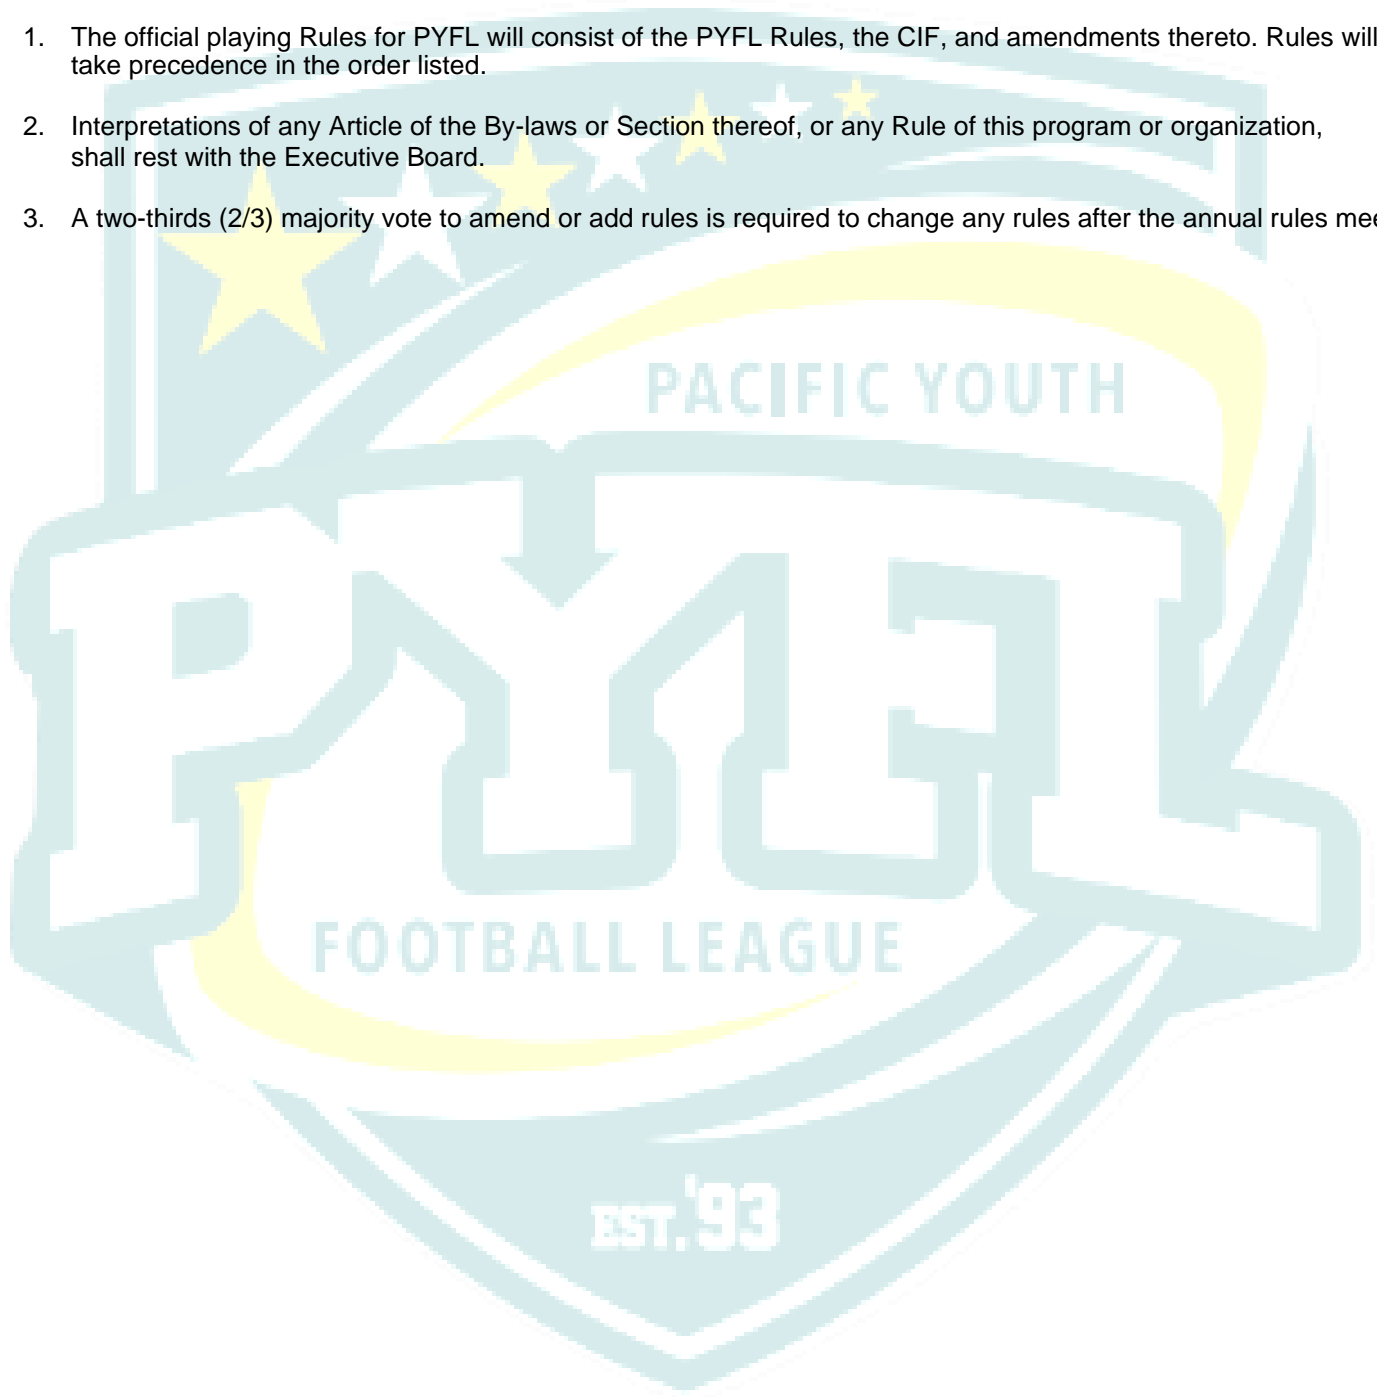 1. The official playing Rules for PYFL will consist of the PYFL Rules, the CIF, and amendments thereto. Rules will
take precedence in the order listed.
2. Interpretations of any Article of the By-laws or Section thereof, or any Rule of this program or organization,
shall rest with the Executive Board.
3. A two-thirds (2/3) majority vote to amend or add rules is required to change any rules after the annual rules
PACIFIC YOUTH
PYFL
FOOTBALL LEAGUE
EST. '93